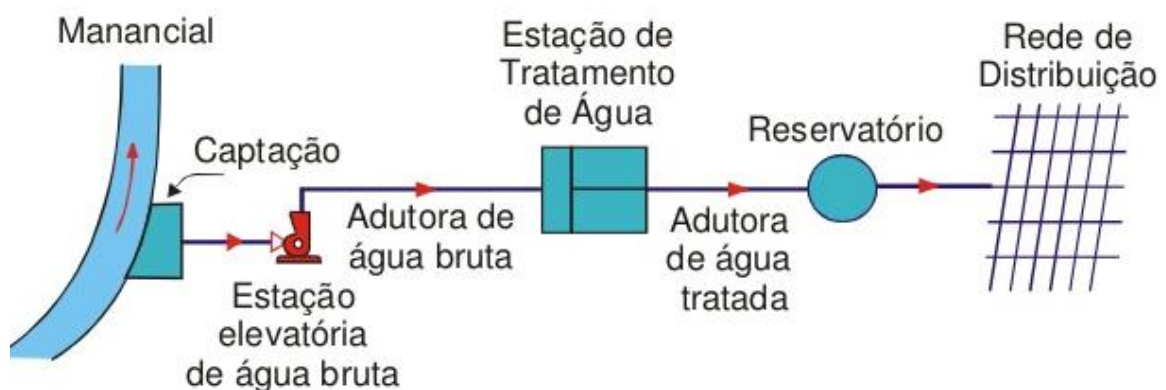 Manancial
Captação
Estação
elevatória
de água bruta
Adutora de
água bruta
Estação de
Tratamento
de Água
Adutora
de água
tratada
Reservatório
Rede de
Distribuição